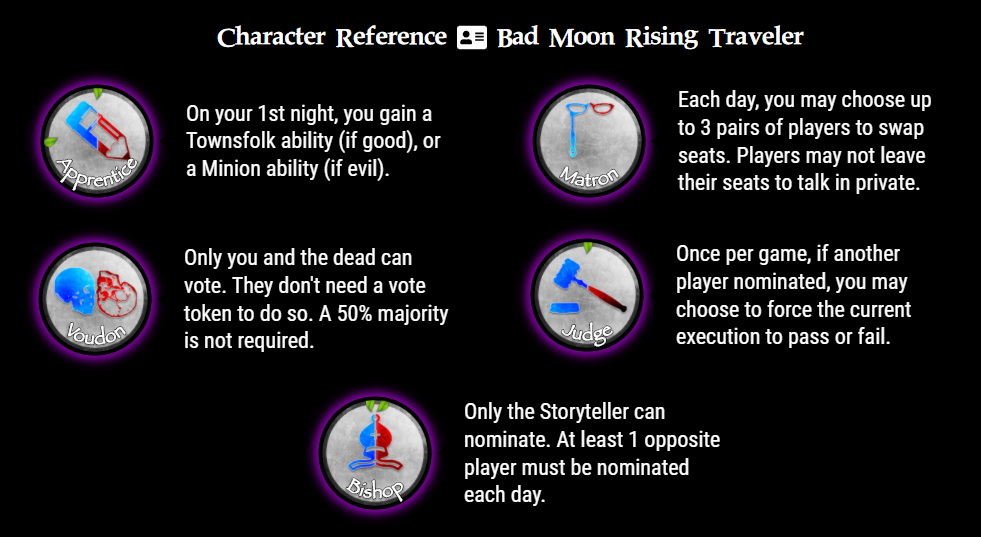 Character Reference Bad Moon Rising Traveler
Apprentice
On your 1st night, you gain a
Townsfolk ability (if good), or
a Minion ability (if evil).
Matron
Each day, you may choose up
to 3 pairs of players to swap
seats. Players may not leave
their seats to talk in private.
Voudon
Only you and the dead can
vote. They don't need a vote
token to do so. A 50% majority
is not required.
Judge
Once per game, if another
player nominated, you may
choose to force the current
execution to pass or fail.
Bishop
Only the Storyteller can
nominate. At least 1 opposite
player must be nominated
each day.